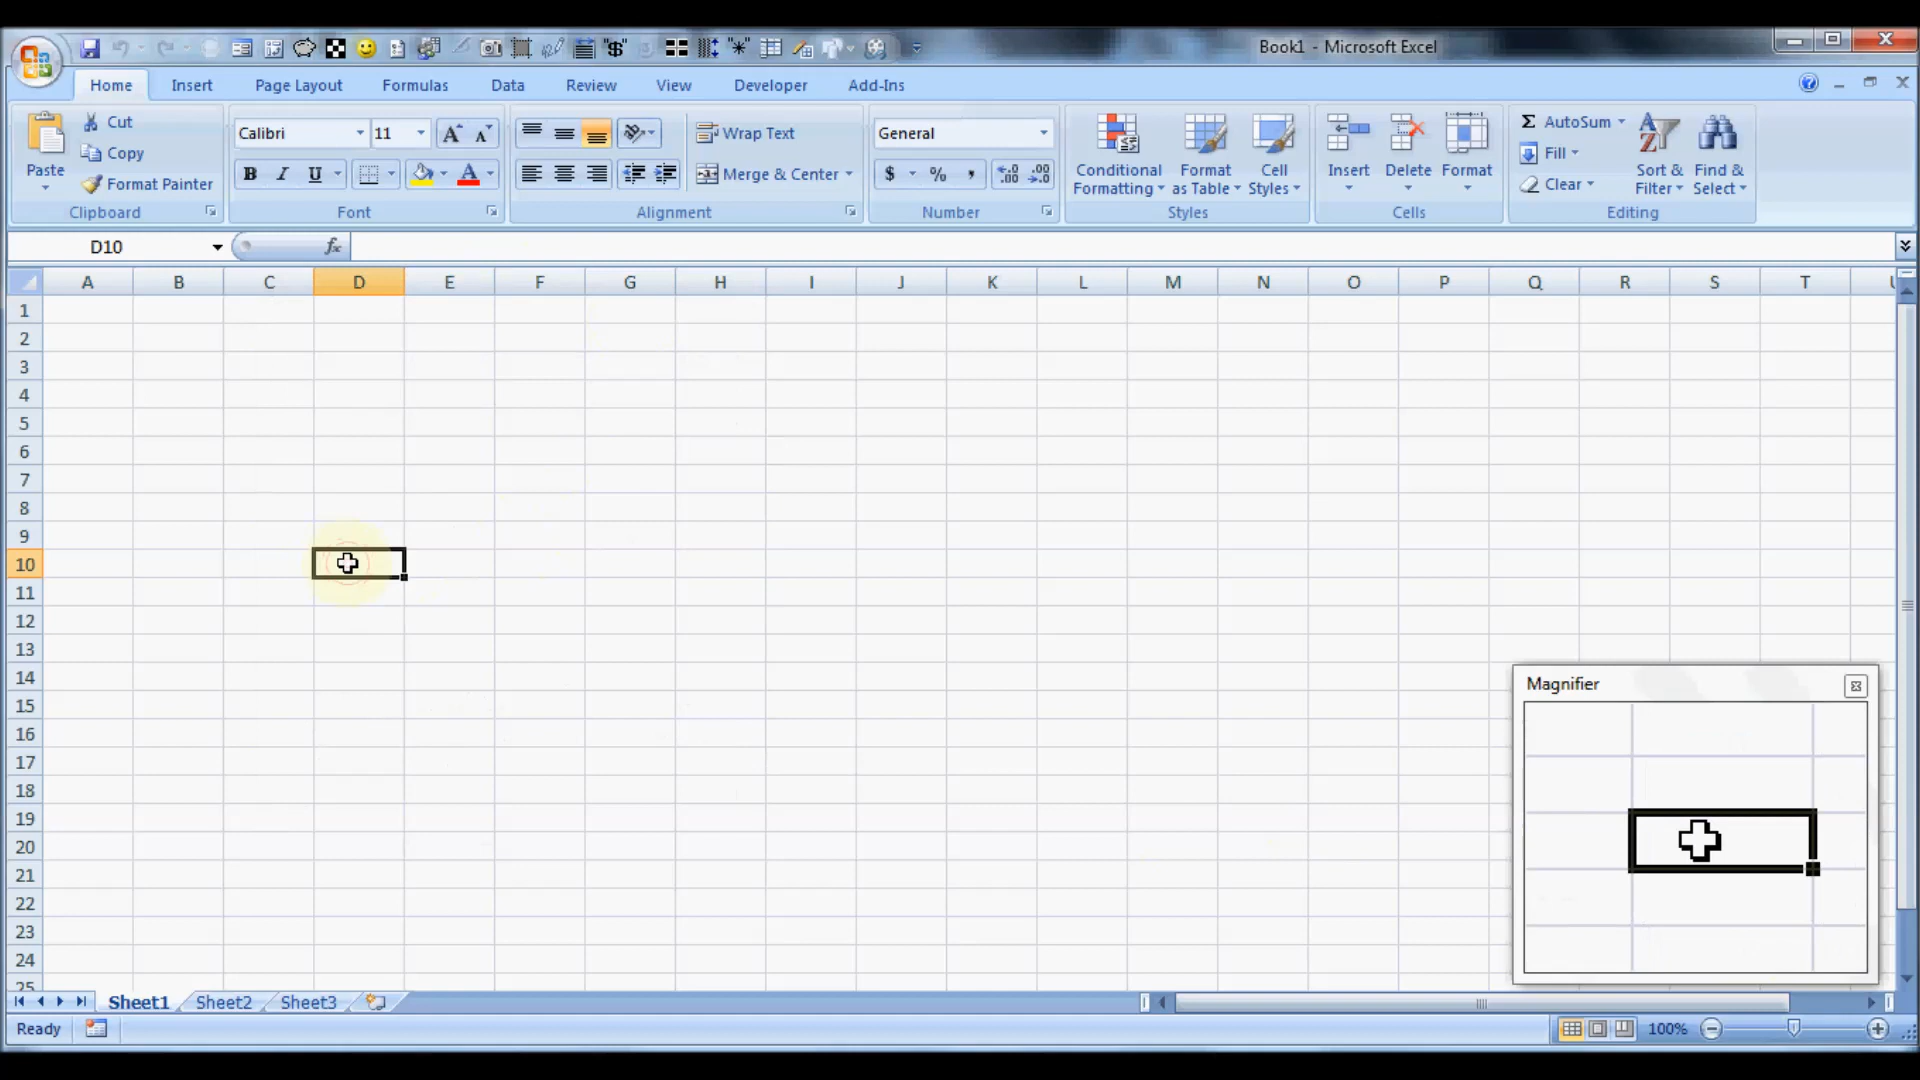 Book1 - Microsoft Excel
Home Insert Page Layout Formulas Data Review View Developer Add-Ins
Paste Cut
Copy
Format Painter
Clipboard
Calibri 11
B I U A
Font
Wrap Text
Merge & Center
Alignment
General
$ % ,
Number
Conditional Formatting
Format as Table
Cell Styles
Styles
Insert Delete Format
Cells
Σ AutoSum
Fill
Clear
Sort & Filter
Find & Select
Editing
D10 fx
A B C D E F G H I J K L M N O P Q R S T U
1
2
3
4
5
6
7
8
9
10
11
12
13
14
15
16
17
18
19
20
21
22
23
24
25
Magnifier
Sheet1 Sheet2 Sheet3
Ready 100%